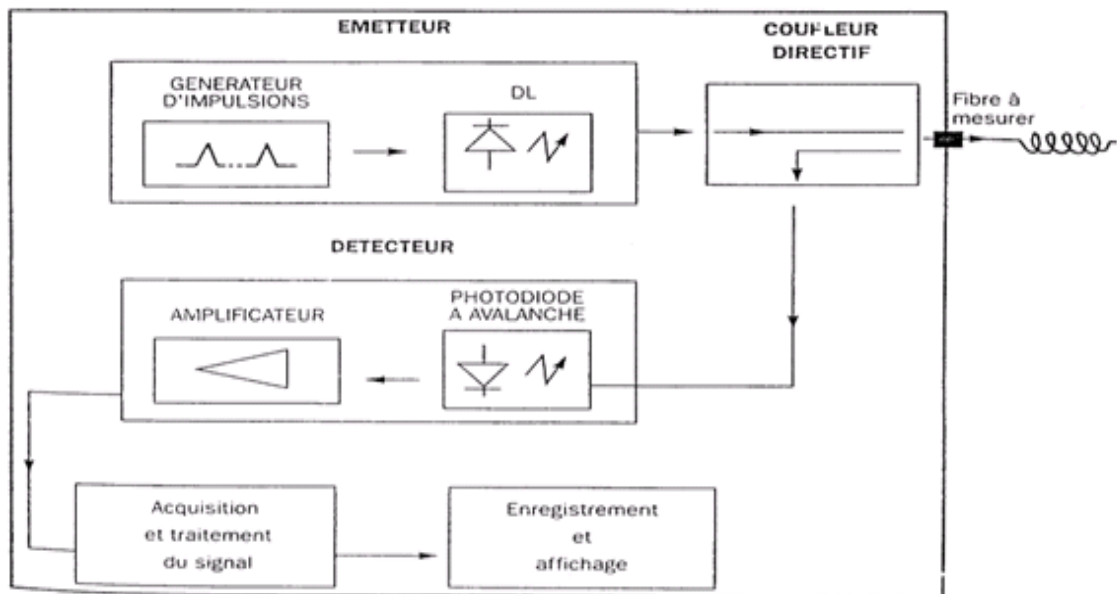 EMETTEUR
COUPLEUR
DIRECTIF
GENERATEUR
D'IMPULSIONS
DL
Fibre à
mesurer
DETECTEUR
AMPLIFICATEUR
PHOTODIODE
A AVALANCHE
Acquisition
et traitement
du signal
Enregistrement
et
affichage